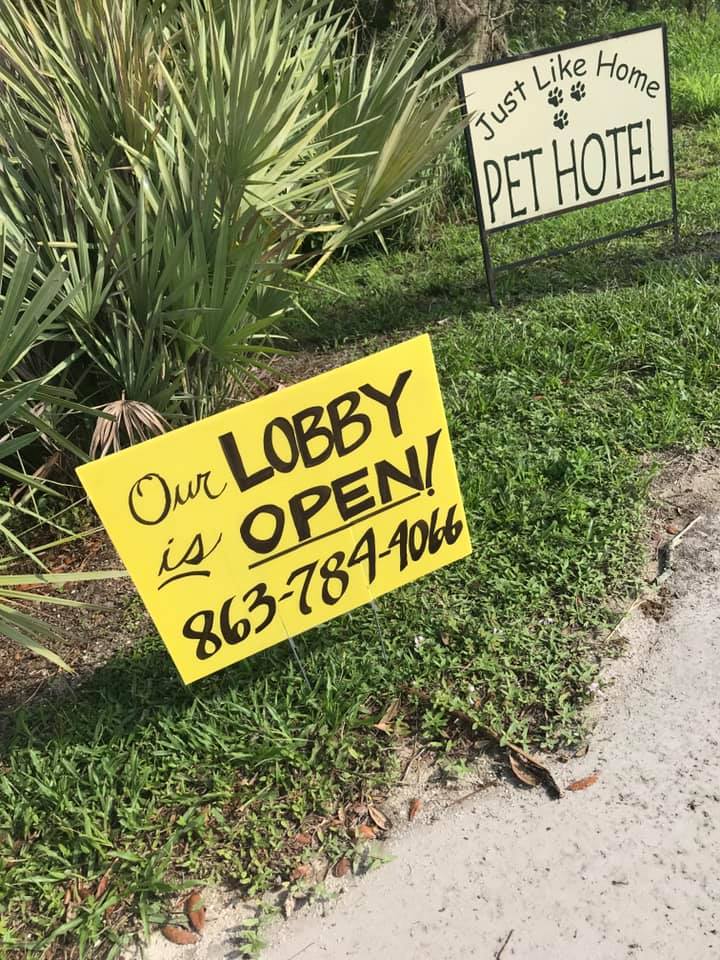 Just Like Home
PET HOTEL
Our LOBBY
is OPEN!
863-784-4066